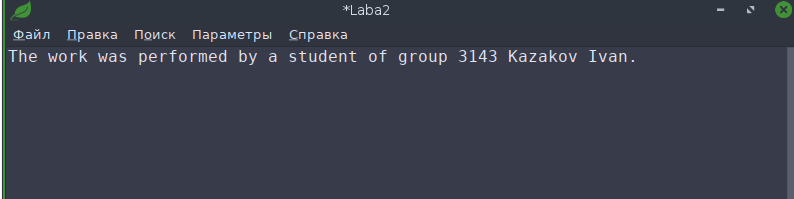 *Laba2
Файл Правка Поиск Параметры Справка
The work was performed by a student of group 3143 Kazakov Ivan.